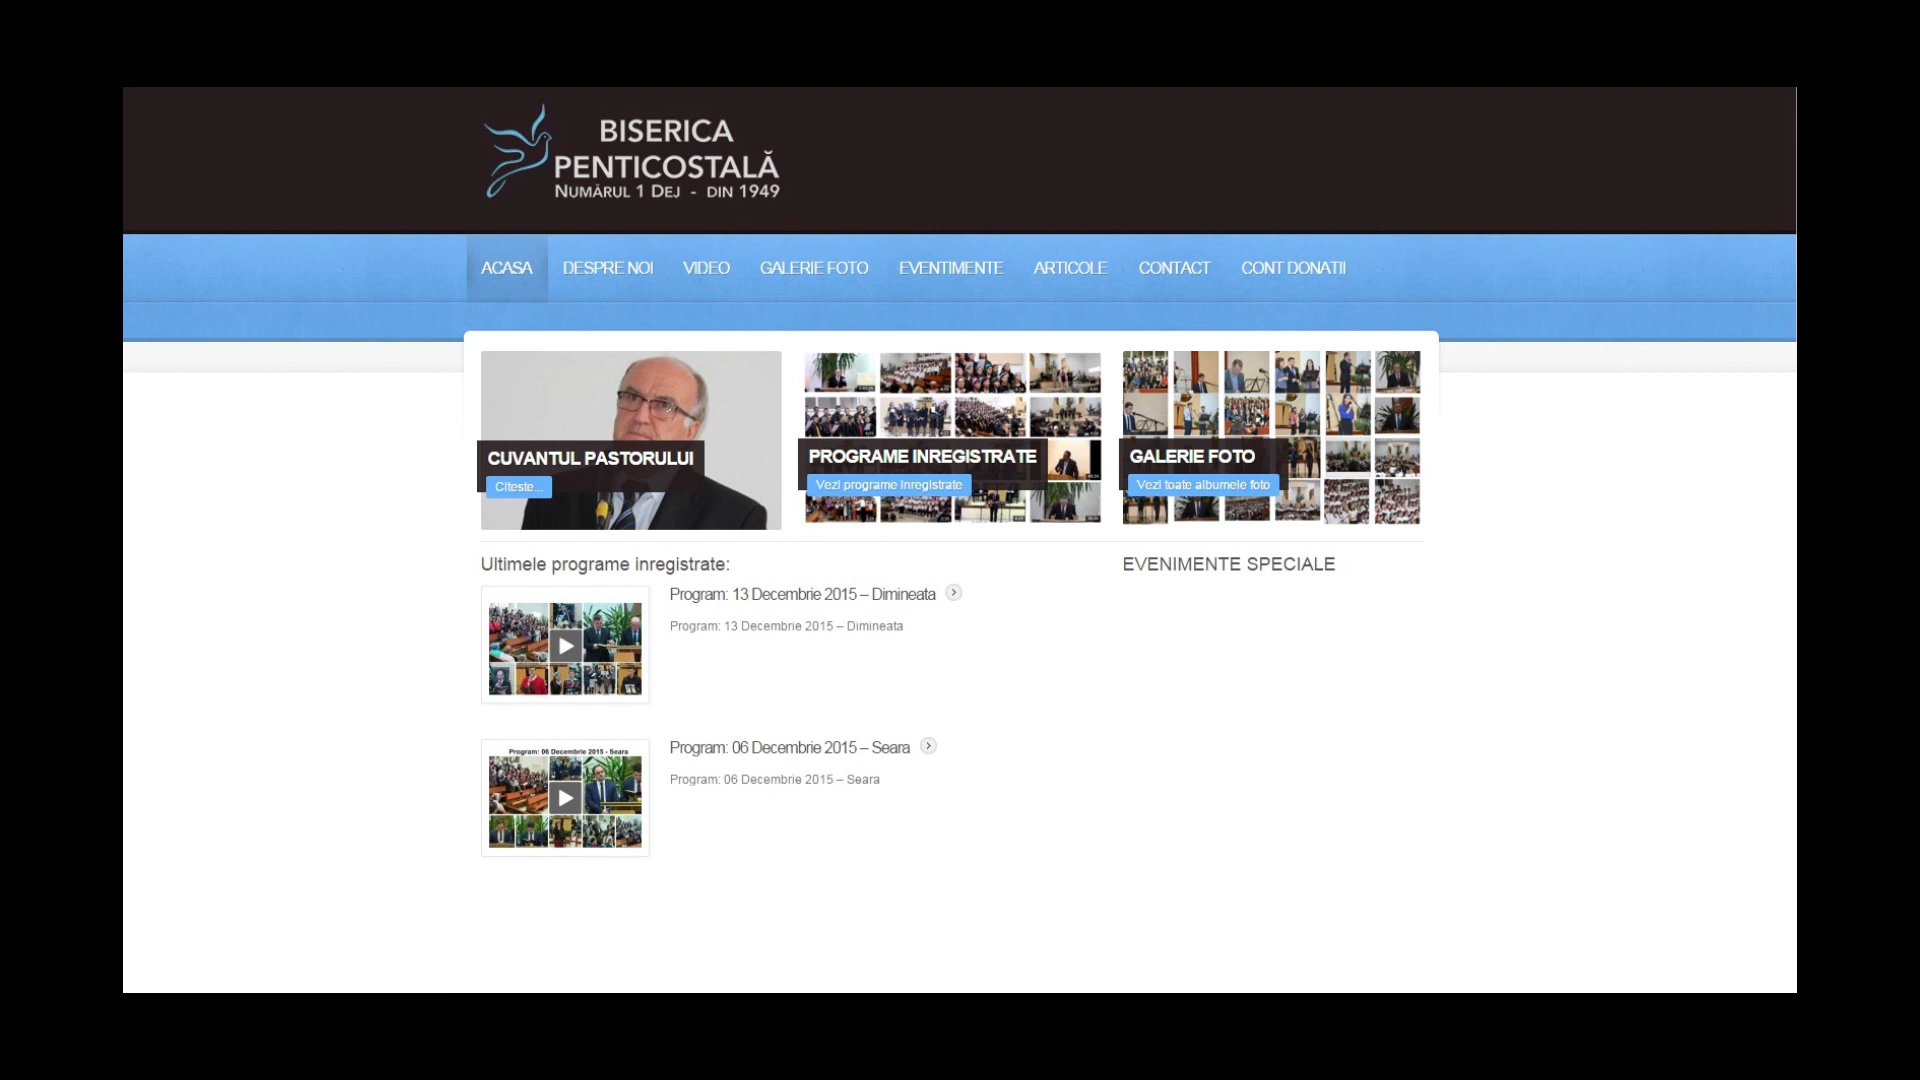 BISERICA
PENTICOSTALĂ
NUMĂRUL 1 DEJ - DIN 1949
ACASA DESPRE NOI VIDEO GALERIE FOTO EVENTIMENTE ARTICOLE CONTACT CONT DONATII
CUVANTUL PASTORULUI
Citeste...
PROGRAME INREGISTRATE
Vezi programe inregistrate
GALERIE FOTO
Vezi toate albumele foto
Ultimele programe inregistrate:
Program: 13 Decembrie 2015 – Dimineata
Program: 13 Decembrie 2015 – Dimineata
Program: 06 Decembrie 2015 - Seara
Program: 06 Decembrie 2015 – Seara
Program: 06 Decembrie 2015 – Seara
EVENIMENTE SPECIALE